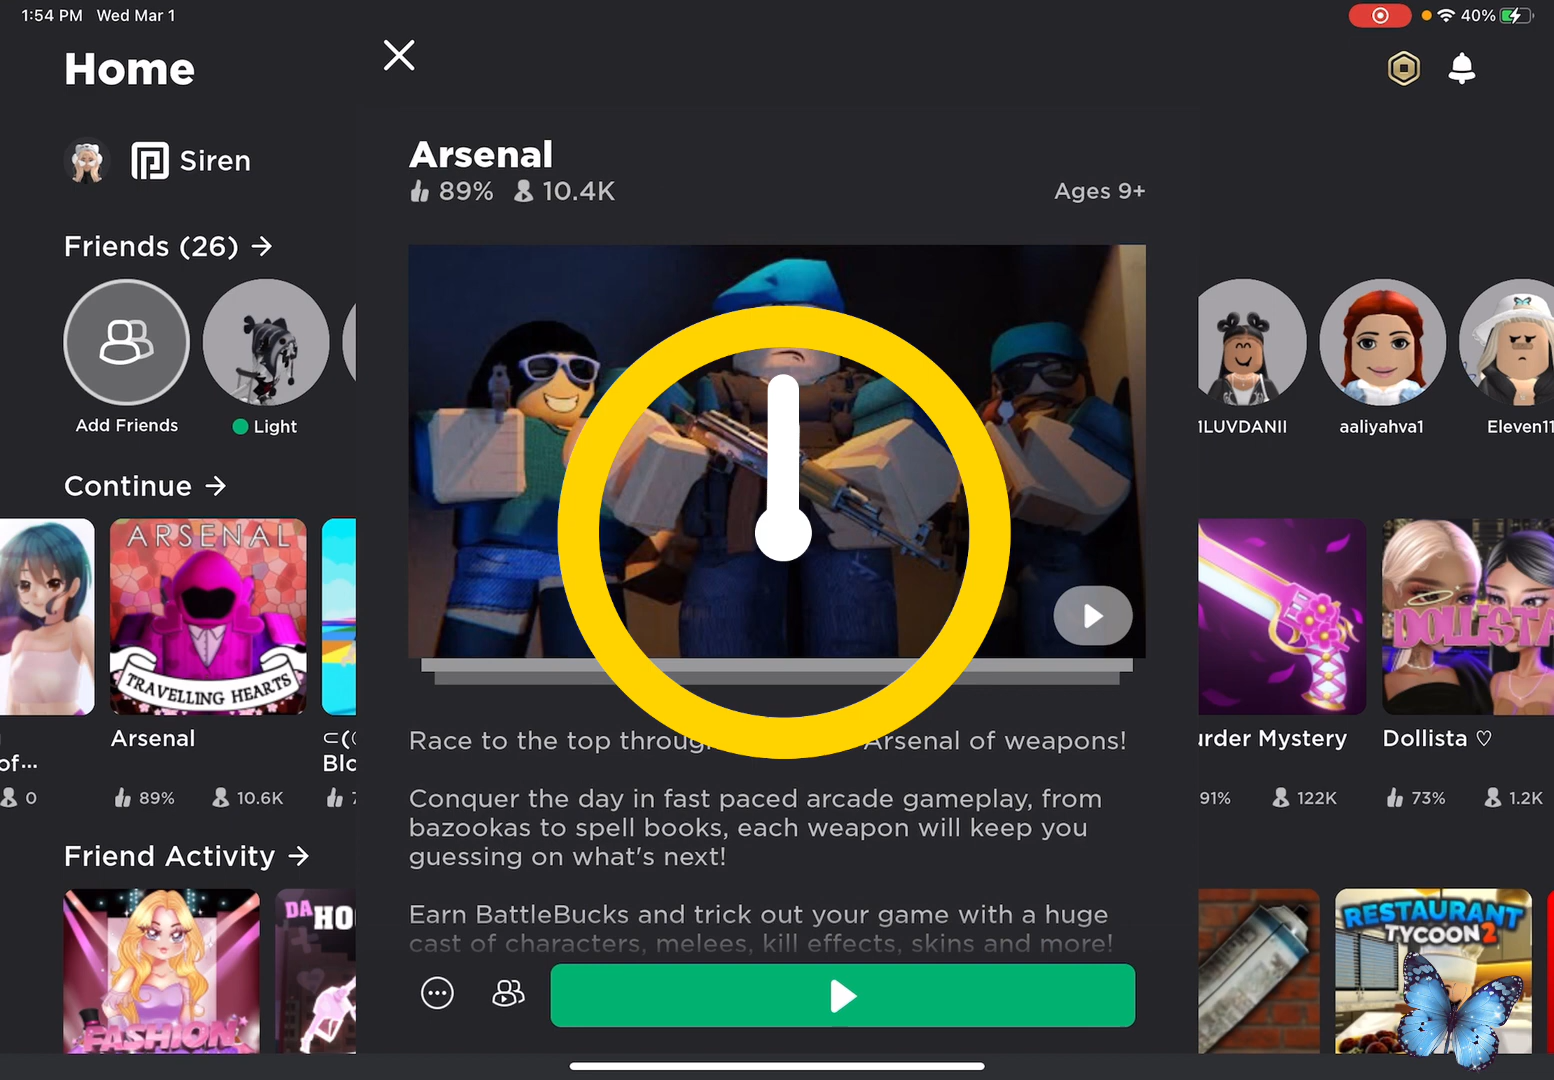 1:54 PM Wed Mar 1
40%
Home
Siren
Friends (26) →
Add Friends
Light
1LUVDANII
aaliyahva1
Eleven11
Continue →
Arsenal
89% 10.4K
Ages 9+
Race to the top throug Arsenal of weapons!
Conquer the day in fast paced arcade gameplay, from
bazookas to spell books, each weapon will keep you
guessing on what's next!
Earn BattleBucks and trick out your game with a huge
cast of characters, melees, kill effects, skins and more!
ARSENAL
TRAVELLING HEARTS
DOLLISTA
of...
0
Arsenal
89% 10.6K
Blo
7
rder Mystery
91% 122K
Dollista ♡
73% 1.2K
Friend Activity →
FASHION
DA HO
RESTAURANT
TYCOON 2